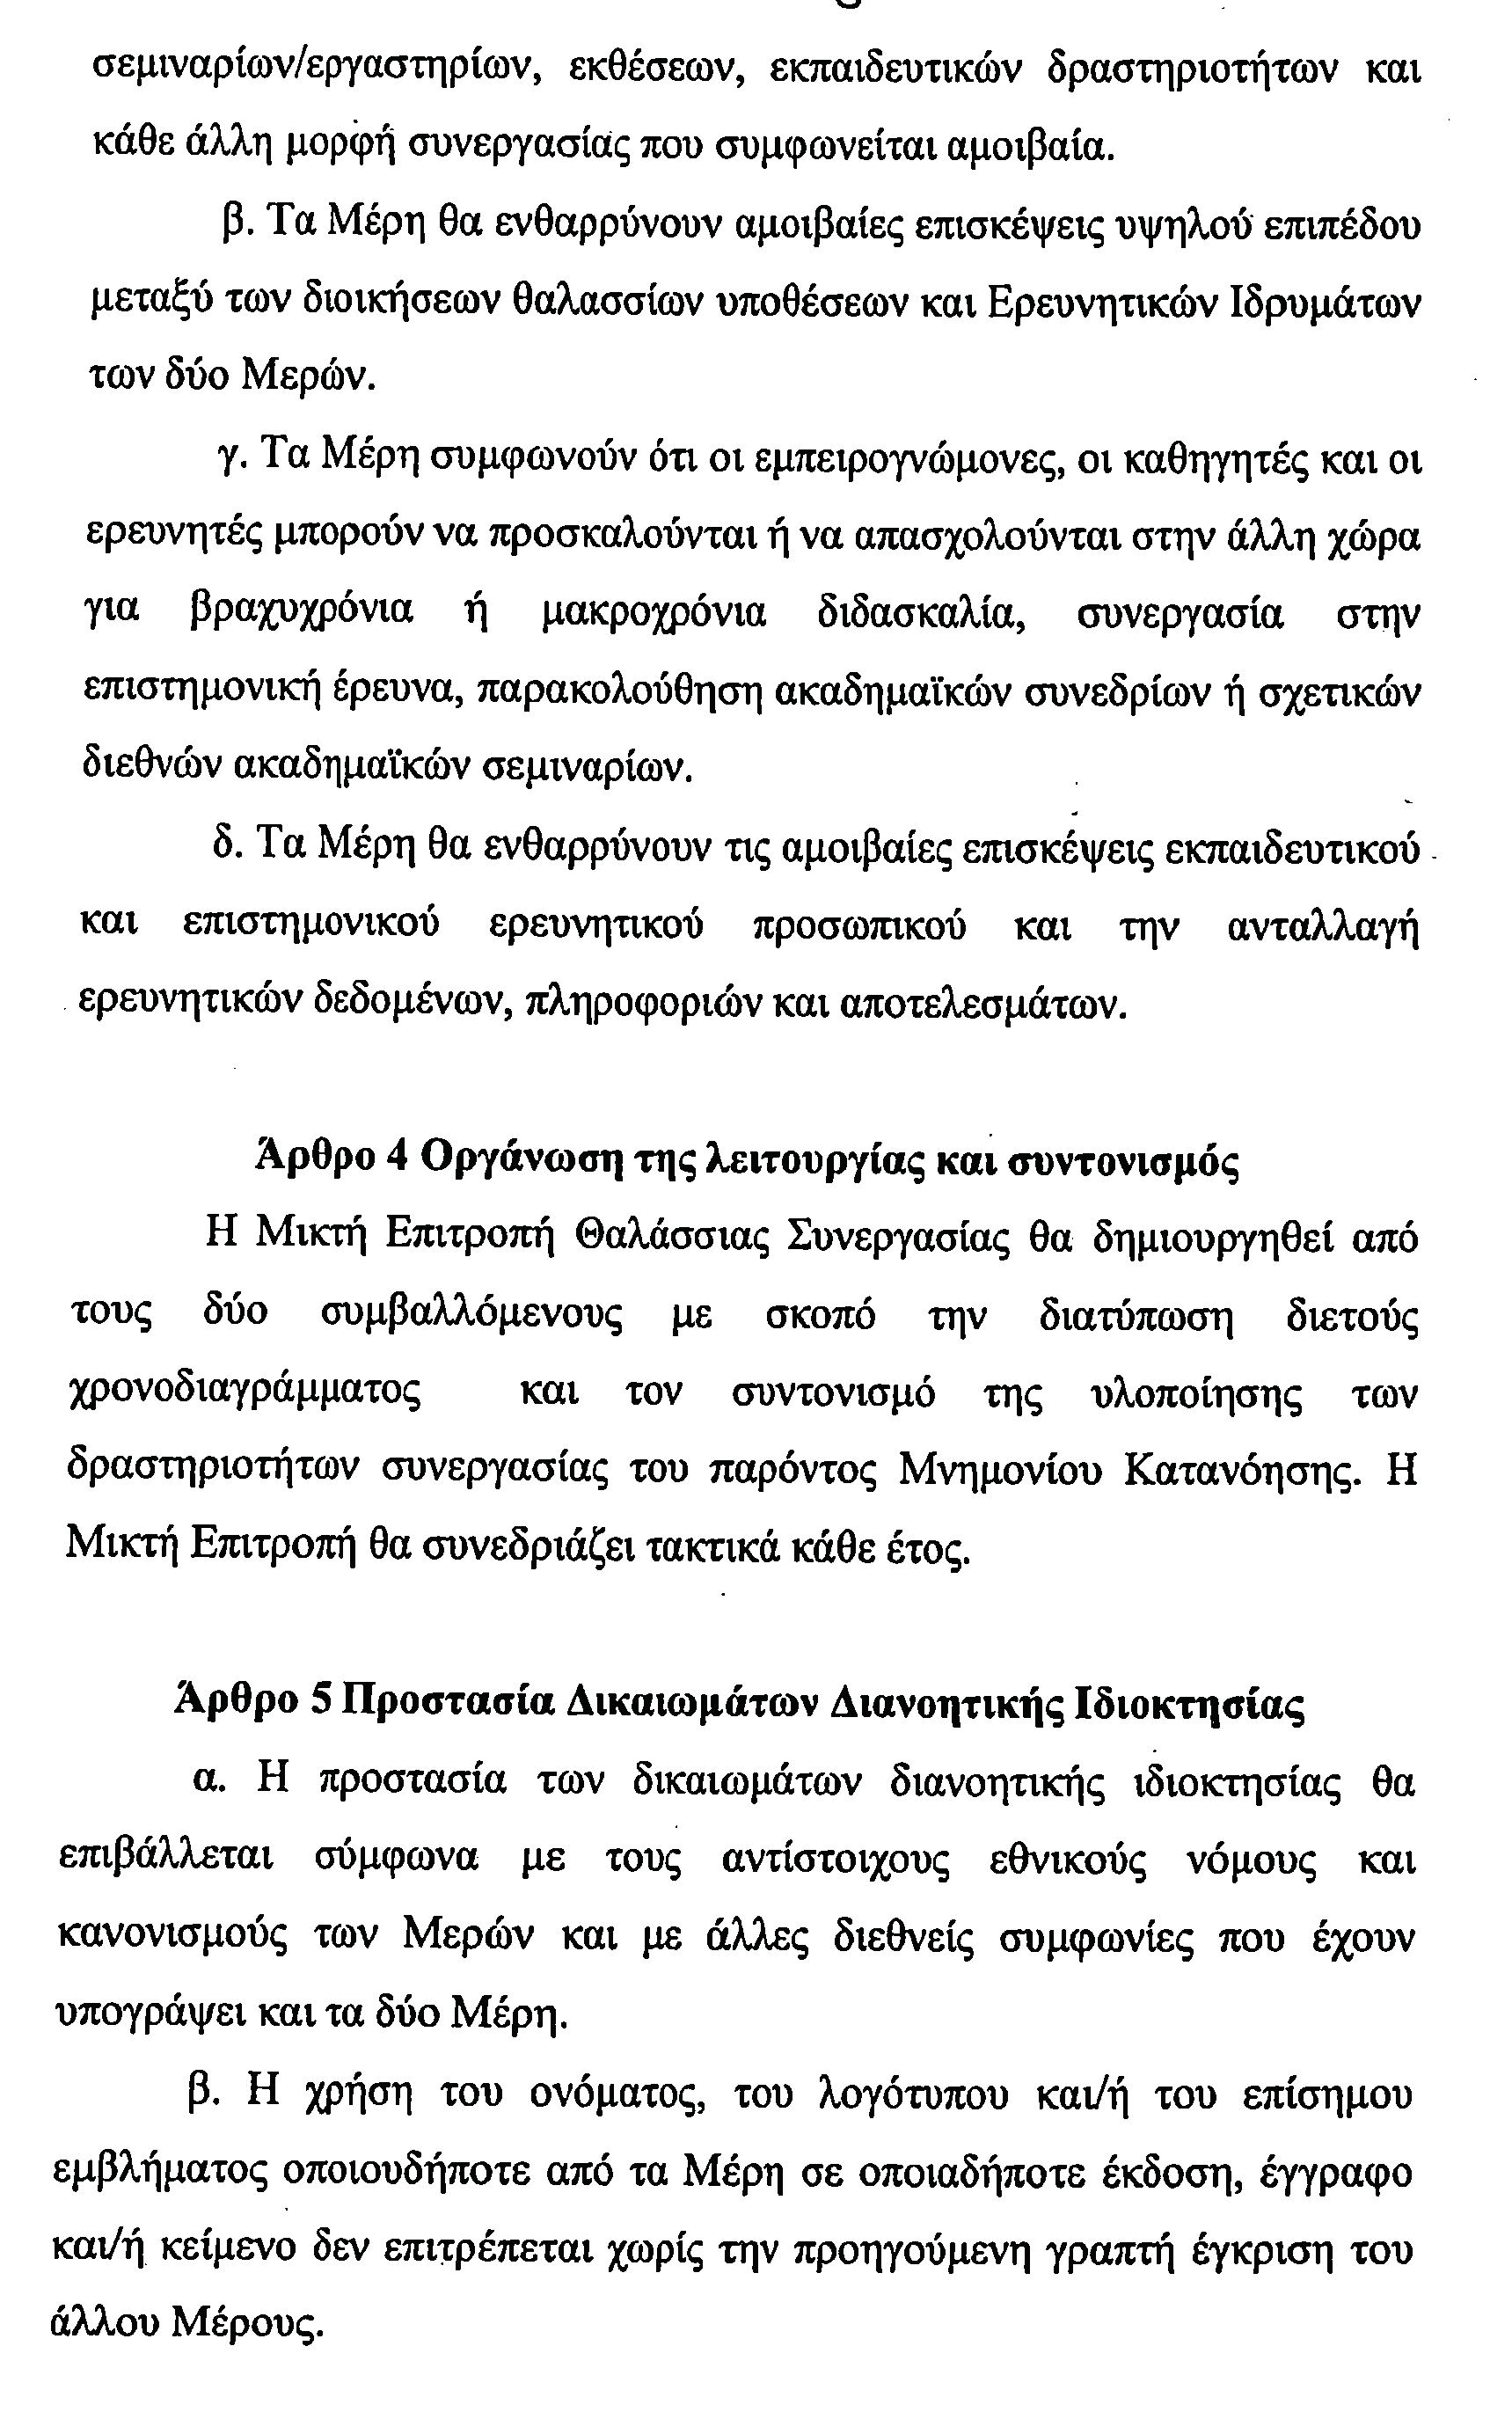 σεμιναρίων/εργαστηρίων, εκθέσεων, εκπαιδευτικών δραστηριοτήτων και
κάθε άλλη μορφή συνεργασίας που συμφωνείται αμοιβαία.
β. Τα Μέρη θα ενθαρρύνουν αμοιβαίες επισκέψεις υψηλού επιπέδου
μεταξύ των διοικήσεων θαλασσίων υποθέσεων και Ερευνητικών Ιδρυμάτων
των δύο Μερών.
γ. Τα Μέρη συμφωνούν ότι οι εμπειρογνώμονες, οι καθηγητές και οι
ερευνητές μπορούν να προσκαλούνται ή να απασχολούνται στην άλλη χώρα
για βραχυχρόνια ή μακροχρόνια διδασκαλία, συνεργασία στην
επιστημονική έρευνα, παρακολούθηση ακαδημαϊκών συνεδρίων ή σχετικών
διεθνών ακαδημαϊκών σεμιναρίων.
δ. Τα Μέρη θα ενθαρρύνουν τις αμοιβαίες επισκέψεις εκπαιδευτικού
και επιστημονικού ερευνητικού προσωπικού και την ανταλλαγή
ερευνητικών δεδομένων, πληροφοριών και αποτελεσμάτων.
Άρθρο 4 Οργάνωση της λειτουργίας και συντονισμός
Η Μικτή Επιτροπή Θαλάσσιας Συνεργασίας θα δημιουργηθεί από
τους δύο συμβαλλόμενους με σκοπό την διατύπωση διετούς
χρονοδιαγράμματος και τον συντονισμό της υλοποίησης των
δραστηριοτήτων συνεργασίας του παρόντος Μνημονίου Κατανόησης. Η
Μικτή Επιτροπή θα συνεδριάζει τακτικά κάθε έτος.
Άρθρο 5 Προστασία Δικαιωμάτων Διανοητικής Ιδιοκτησίας
α. Η προστασία των δικαιωμάτων διανοητικής ιδιοκτησίας θα
επιβάλλεται σύμφωνα με τους αντίστοιχους εθνικούς νόμους και
κανονισμούς των Μερών και με άλλες διεθνείς συμφωνίες που έχουν
υπογράψει και τα δύο Μέρη.
β. Η χρήση του ονόματος, του λογότυπου και/ή του επίσημου
εμβλήματος οποιουδήποτε από τα Μέρη σε οποιαδήποτε έκδοση, έγγραφο
και/ή κείμενο δεν επιτρέπεται χωρίς την προηγούμενη γραπτή έγκριση του
άλλου Μέρους.